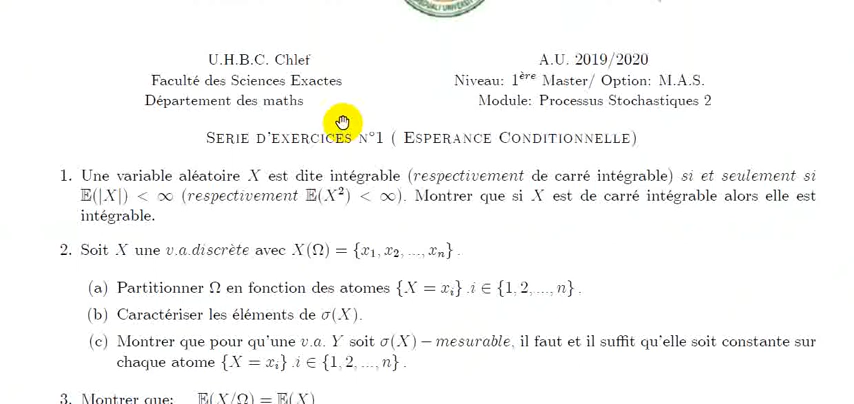 U.H.B.C. Chlef
Faculté des Sciences Exactes
Département des maths
A.U. 2019/2020
Niveau: 1ère Master/ Option: M.A.S.
Module: Processus Stochastiques 2
SERIE D'EXERCICES N°1 ( ESPERANCE CONDITIONNELLE)
1. Une variable aléatoire X est dite intégrable (respectivement de carré intégrable) si et seulement si
𝔼(|X|) < ∞ (respectivement 𝔼(X²) < ∞). Montrer que si X est de carré intégrable alors elle est
intégrable.
2. Soit X une v.a.discrète avec X(Ω) = {x₁, x₂, ..., xₙ} .
(a) Partitionner Ω en fonction des atomes {X = xᵢ} .i ∈ {1, 2, ..., n} .
(b) Caractériser les éléments de σ(X).
(c) Montrer que pour qu'une v.a. Y soit σ(X) − mesurable, il faut et il suffit qu'elle soit constante sur
chaque atome {X = xᵢ} .i ∈ {1, 2, ..., n} .
3. Montrer que: 𝔼(X/Ω) = 𝔼(X)